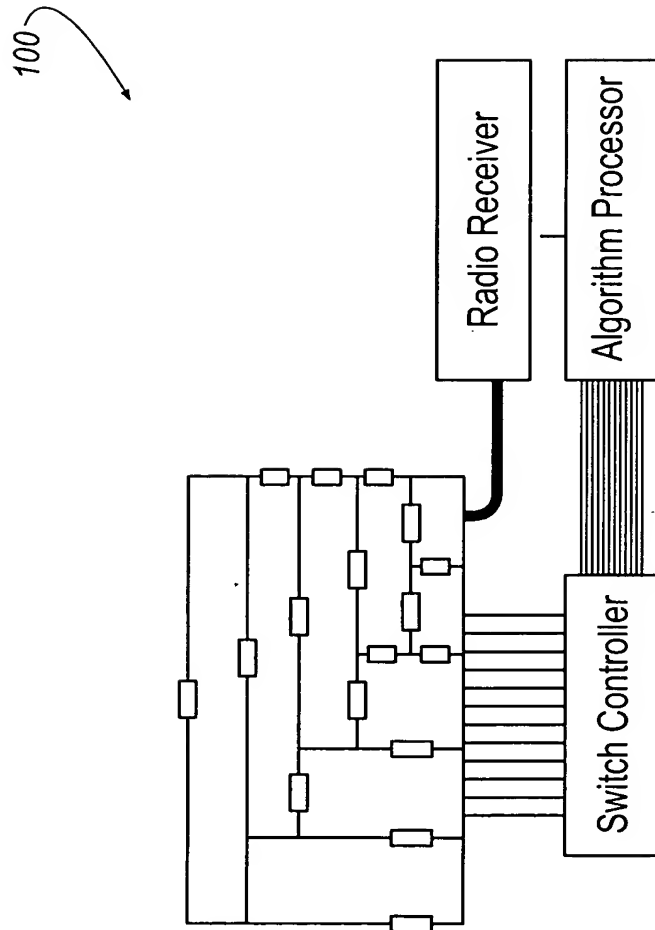 100
Radio Receiver
Algorithm Processor
Switch Controller